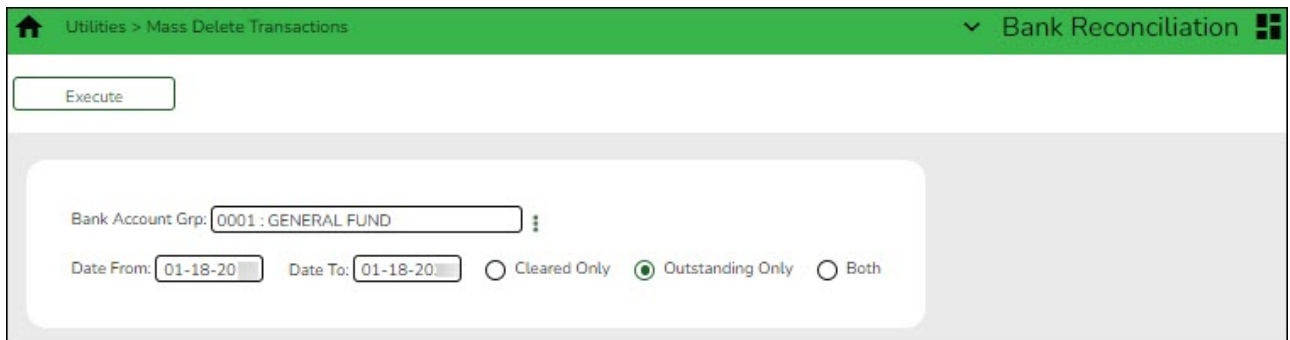 Utilities > Mass Delete Transactions Bank Reconciliation
Execute
Bank Account Grp: 0001 : GENERAL FUND
Date From: 01-18-20 Date To: 01-18-20 Cleared Only Outstanding Only Both